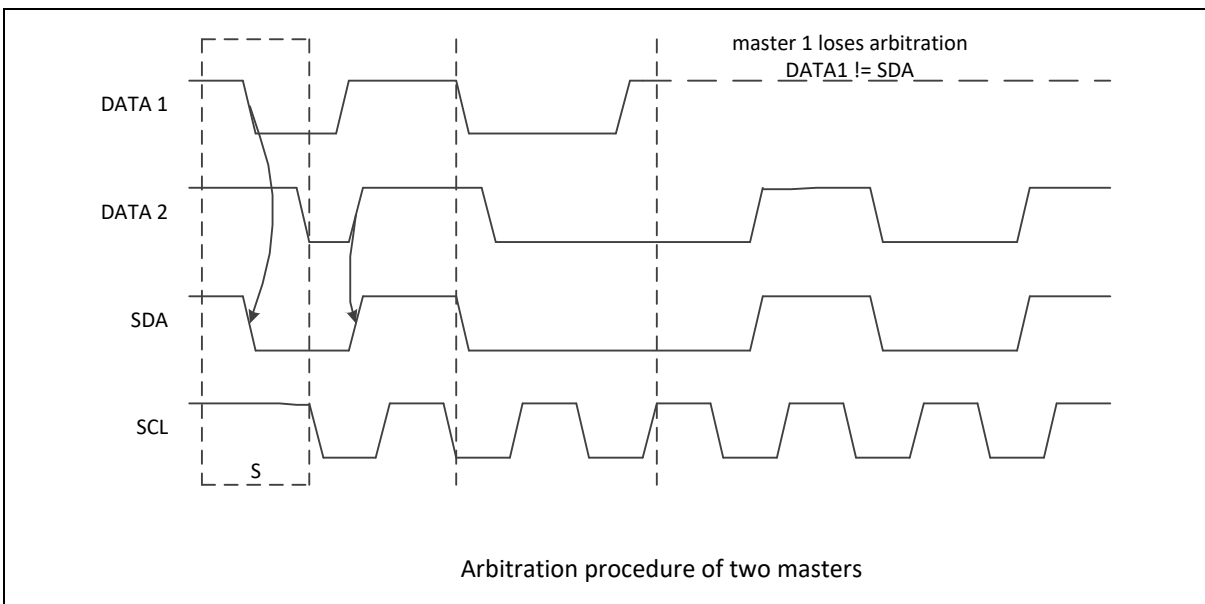 master 1 loses arbitration
DATA1 != SDA
DATA 1
DATA 2
SDA
SCL
S
Arbitration procedure of two masters